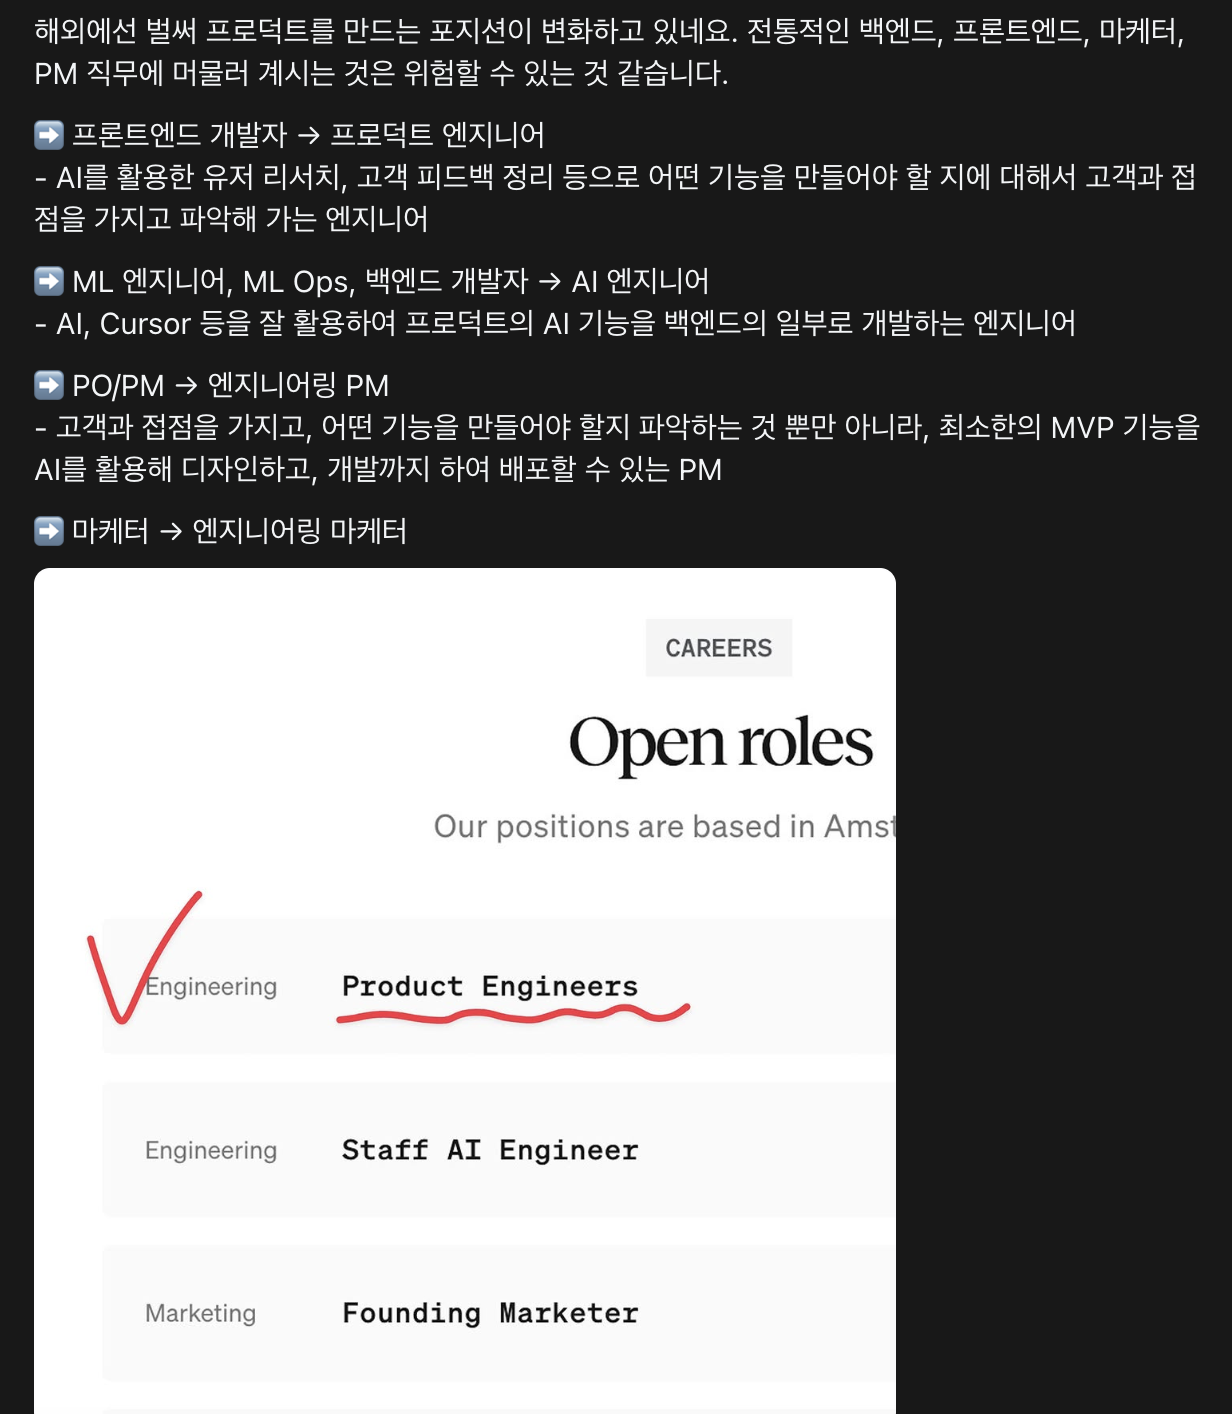 해외에선 벌써 프로덕트를 만드는 포지션이 변화하고 있네요. 전통적인 백엔드, 프론트엔드, 마케터,
PM 직무에 머물러 계시는 것은 위험할 수 있는 것 같습니다.
➡️ 프론트엔드 개발자 → 프로덕트 엔지니어
- AI를 활용한 유저 리서치, 고객 피드백 정리 등으로 어떤 기능을 만들어야 할 지에 대해서 고객과 접
점을 가지고 파악해 가는 엔지니어
➡️ ML 엔지니어, ML Ops, 백엔드 개발자 → AI 엔지니어
- AI, Cursor 등을 잘 활용하여 프로덕트의 AI 기능을 백엔드의 일부로 개발하는 엔지니어
➡️ PO/PM → 엔지니어링 PM
- 고객과 접점을 가지고, 어떤 기능을 만들어야 할지 파악하는 것 뿐만 아니라, 최소한의 MVP 기능을
AI를 활용해 디자인하고, 개발까지 하여 배포할 수 있는 PM
➡️ 마케터 → 엔지니어링 마케터
CAREERS
Open roles
Our positions are based in Amst
Engineering Product Engineers
Engineering Staff AI Engineer
Marketing Founding Marketer